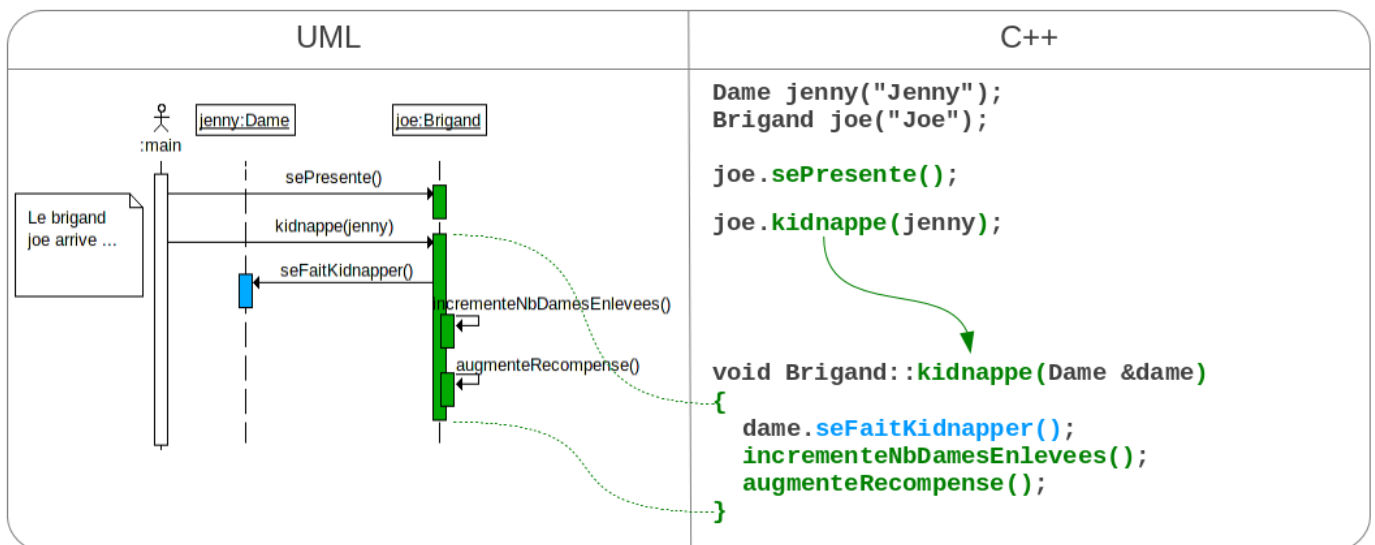 UML
C++
jenny:Dame
joe:Brigand
:main
sePresente()
Le brigand
joe arrive ...
kidnappe(jenny)
seFaitKidnapper()
incrementeNbDamesEnlevees()
augmenteRecompense()
Dame jenny("Jenny");
Brigand joe("Joe");
joe.sePresente();
joe.kidnappe(jenny);
void Brigand::kidnappe(Dame &dame)
{
dame.seFaitKidnapper();
incrementeNbDamesEnlevees();
augmenteRecompense();
}